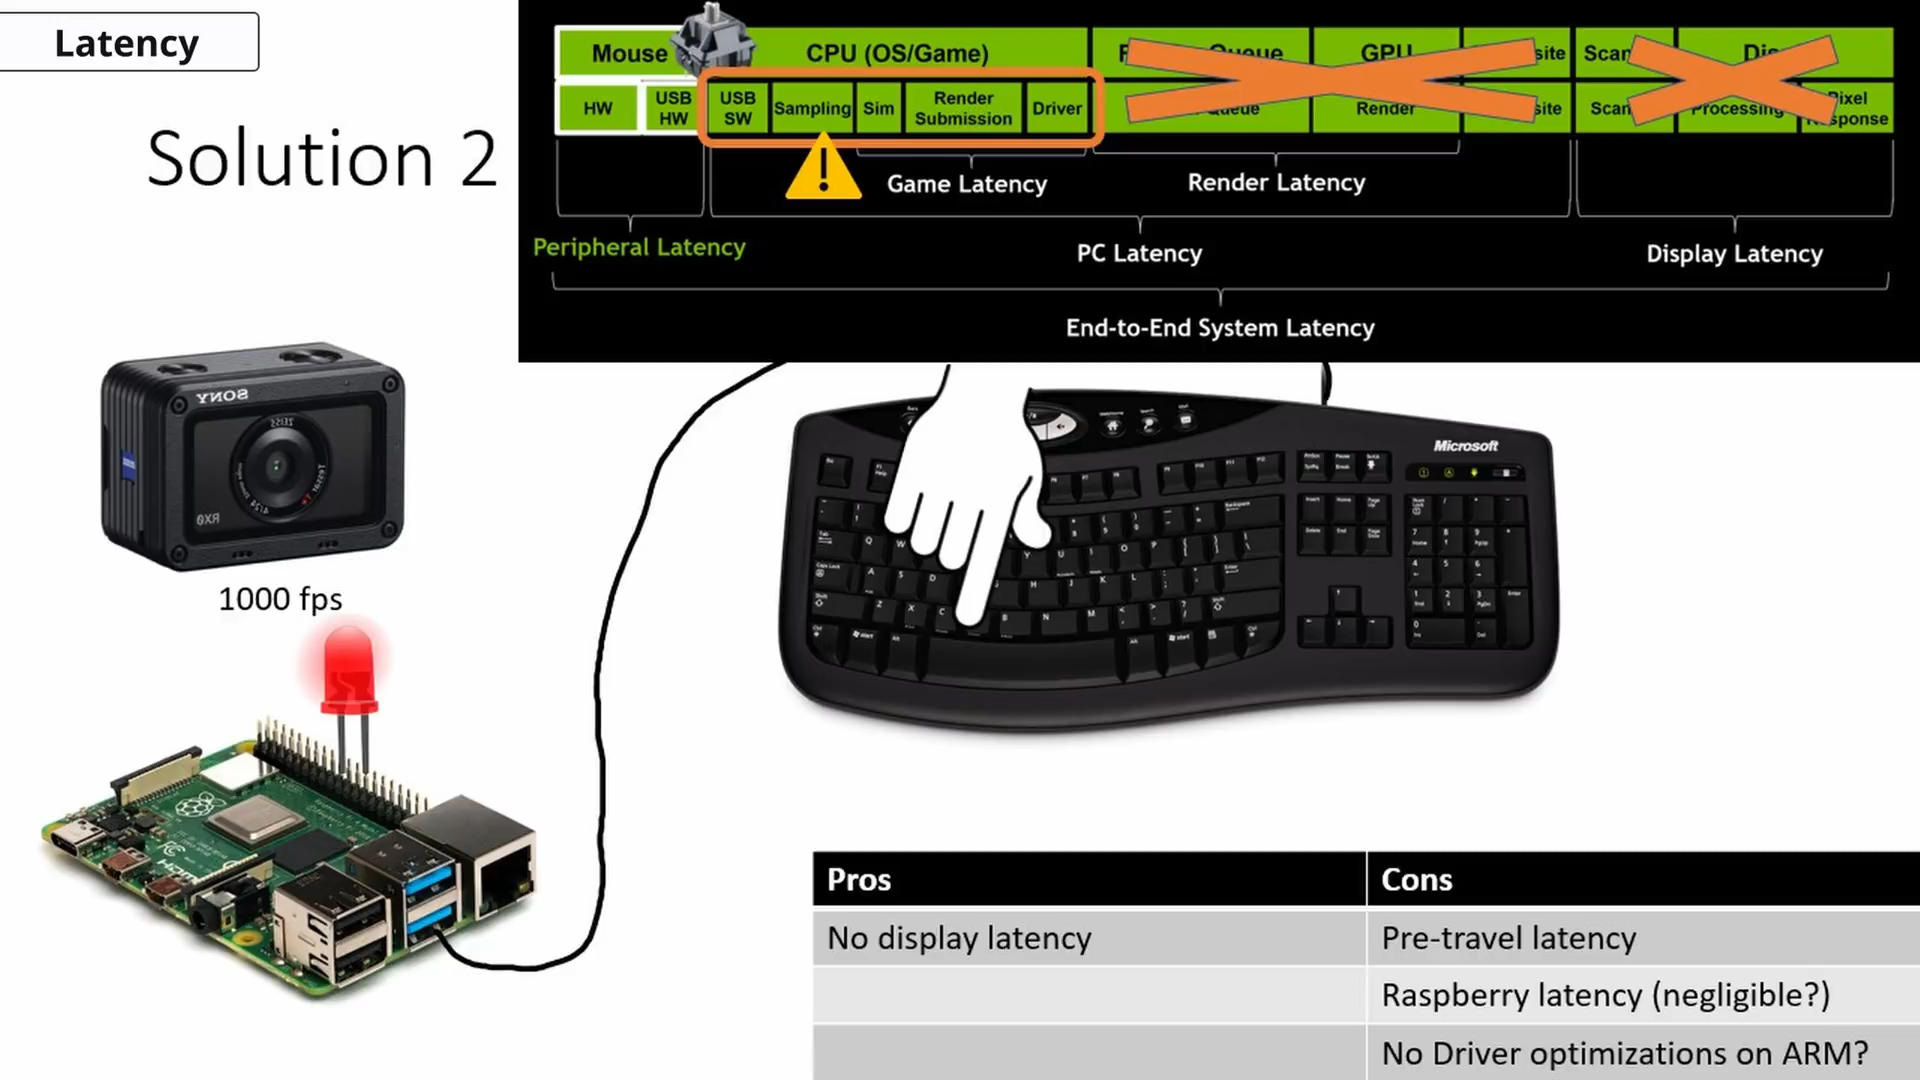 Latency
Solution 2
Mouse CPU (OS/Game) GPU
HW USB HW USB SW Sampling Sim Render Submission Driver Render Processing
Game Latency
Render Latency
Peripheral Latency
PC Latency
Display Latency
End-to-End System Latency
SONY
ZEISS
RX0
1000 fps
Microsoft
Pros Cons
No display latency Pre-travel latency
Raspberry latency (negligible?)
No Driver optimizations on ARM?